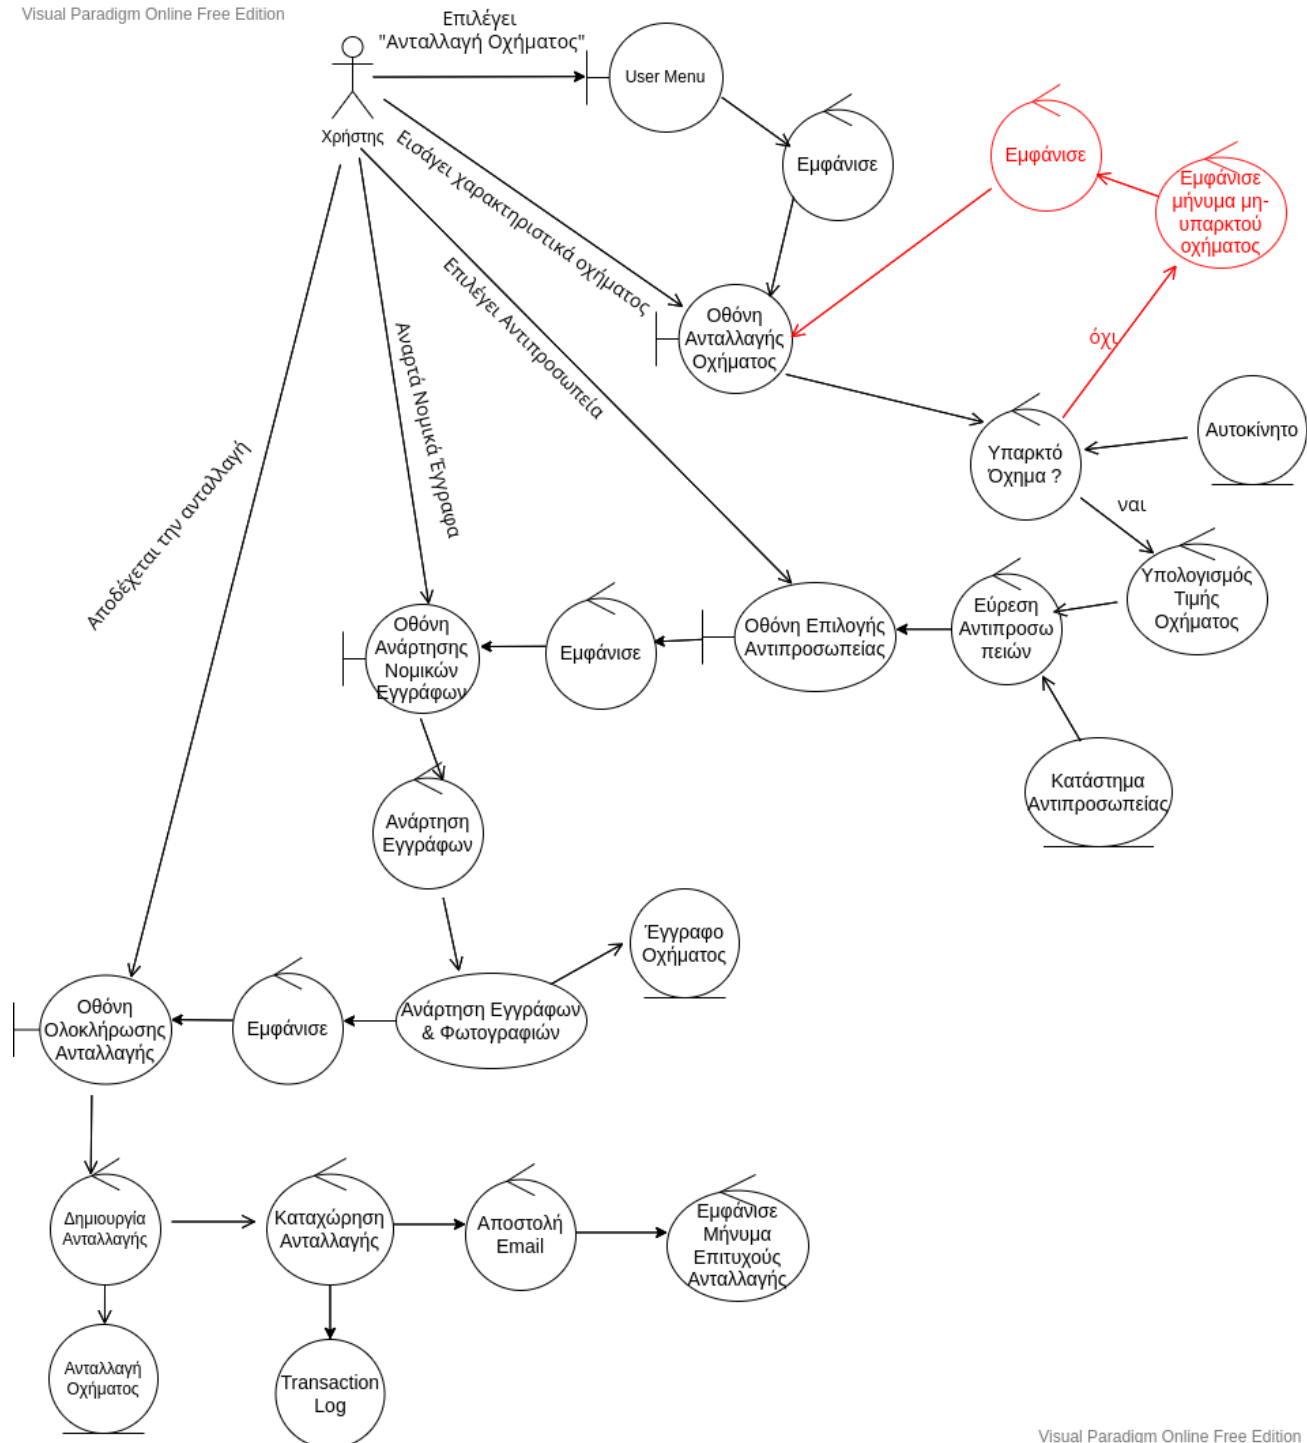 Visual Paradigm Online Free Edition
Επιλέγει
"Ανταλλαγή Οχήματος"
User Menu
Χρήστης
Εμφάνισε
Εμφάνισε
Εμφάνισε
μήνυμα μη-
υπαρκτού
οχήματος
Εισάγει χαρακτηριστικά οχήματος
Επιλέγει Αντιπροσωπεία
Αναρτά Νομικά Έγγραφα
Αποδέχεται την ανταλλαγή
Οθόνη
Ανταλλαγής
Οχήματος
όχι
Αυτοκίνητο
Υπαρκτό
Όχημα ?
ναι
Υπολογισμός
Τιμής
Οχήματος
Εύρεση
Αντιπροσω
πειών
Οθόνη Επιλογής
Αντιπροσωπείας
Εμφάνισε
Οθόνη
Ανάρτησης
Νομικών
Εγγράφων
Κατάστημα
Αντιπροσωπείας
Ανάρτηση
Εγγράφων
Έγγραφο
Οχήματος
Ανάρτηση Εγγράφων
& Φωτογραφιών
Εμφάνισε
Οθόνη
Ολοκλήρωσης
Ανταλλαγής
Δημιουργία
Ανταλλαγής
Καταχώρηση
Ανταλλαγής
Αποστολή
Email
Εμφάνισε
Μήνυμα
Επιτυχούς
Ανταλλαγής
Ανταλλαγή
Οχήματος
Transaction
Log
Visual Paradigm Online Free Edition